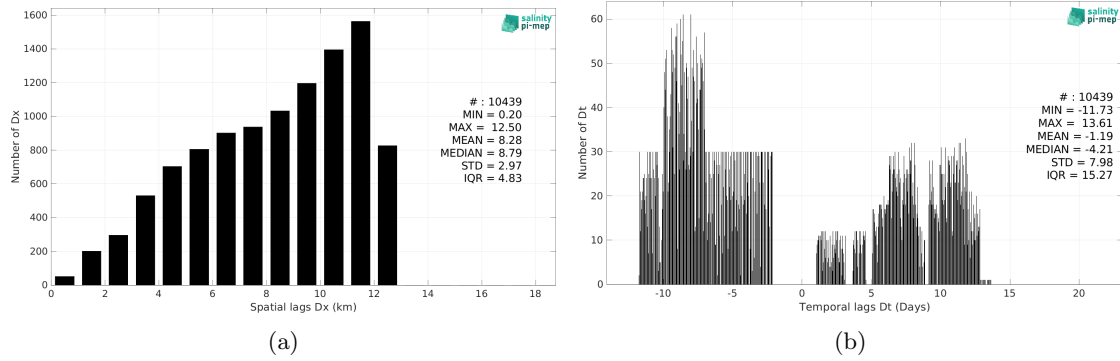 1600
1400
1200
1000
800
600
400
200
0
Number of Dx
0 2 4 6 8 10 12 14 16 18
Spatial lags Dx (km)
salinity
pi-mep
# : 10439
MIN = 0.20
MAX = 12.50
MEAN = 8.28
MEDIAN = 8.79
STD = 2.97
IQR = 4.83
(a)
60
50
40
30
20
10
0
Number of Dt
-10 -5 0 5 10 15 20
Temporal lags Dt (Days)
salinity
pi-mep
# : 10439
MIN = -11.73
MAX = 13.61
MEAN = -1.19
MEDIAN = -4.21
STD = 7.98
IQR = 15.27
(b)